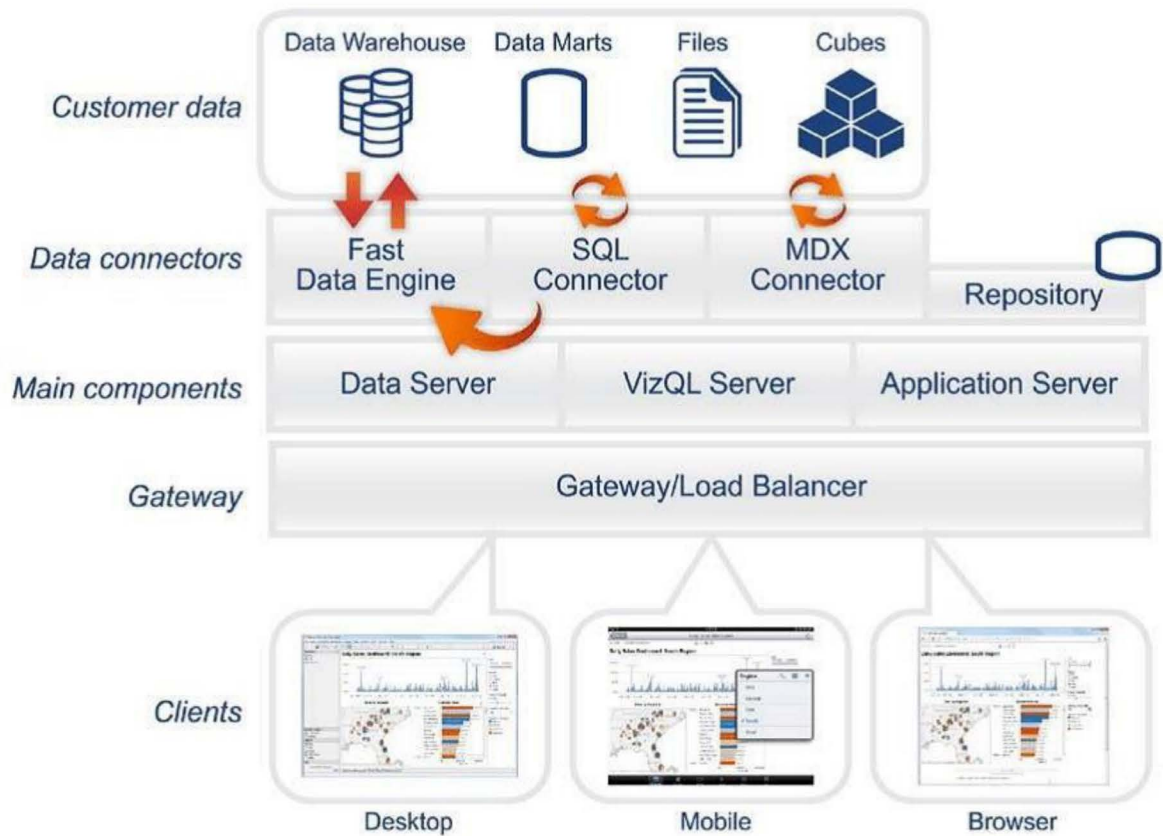 Data Warehouse
Data Marts
Files
Cubes
Customer data
Data connectors
Fast
Data Engine
SQL
Connector
MDX
Connector
Repository
Main components
Data Server
VizQL Server
Application Server
Gateway
Gateway/Load Balancer
Clients
Desktop
Mobile
Browser